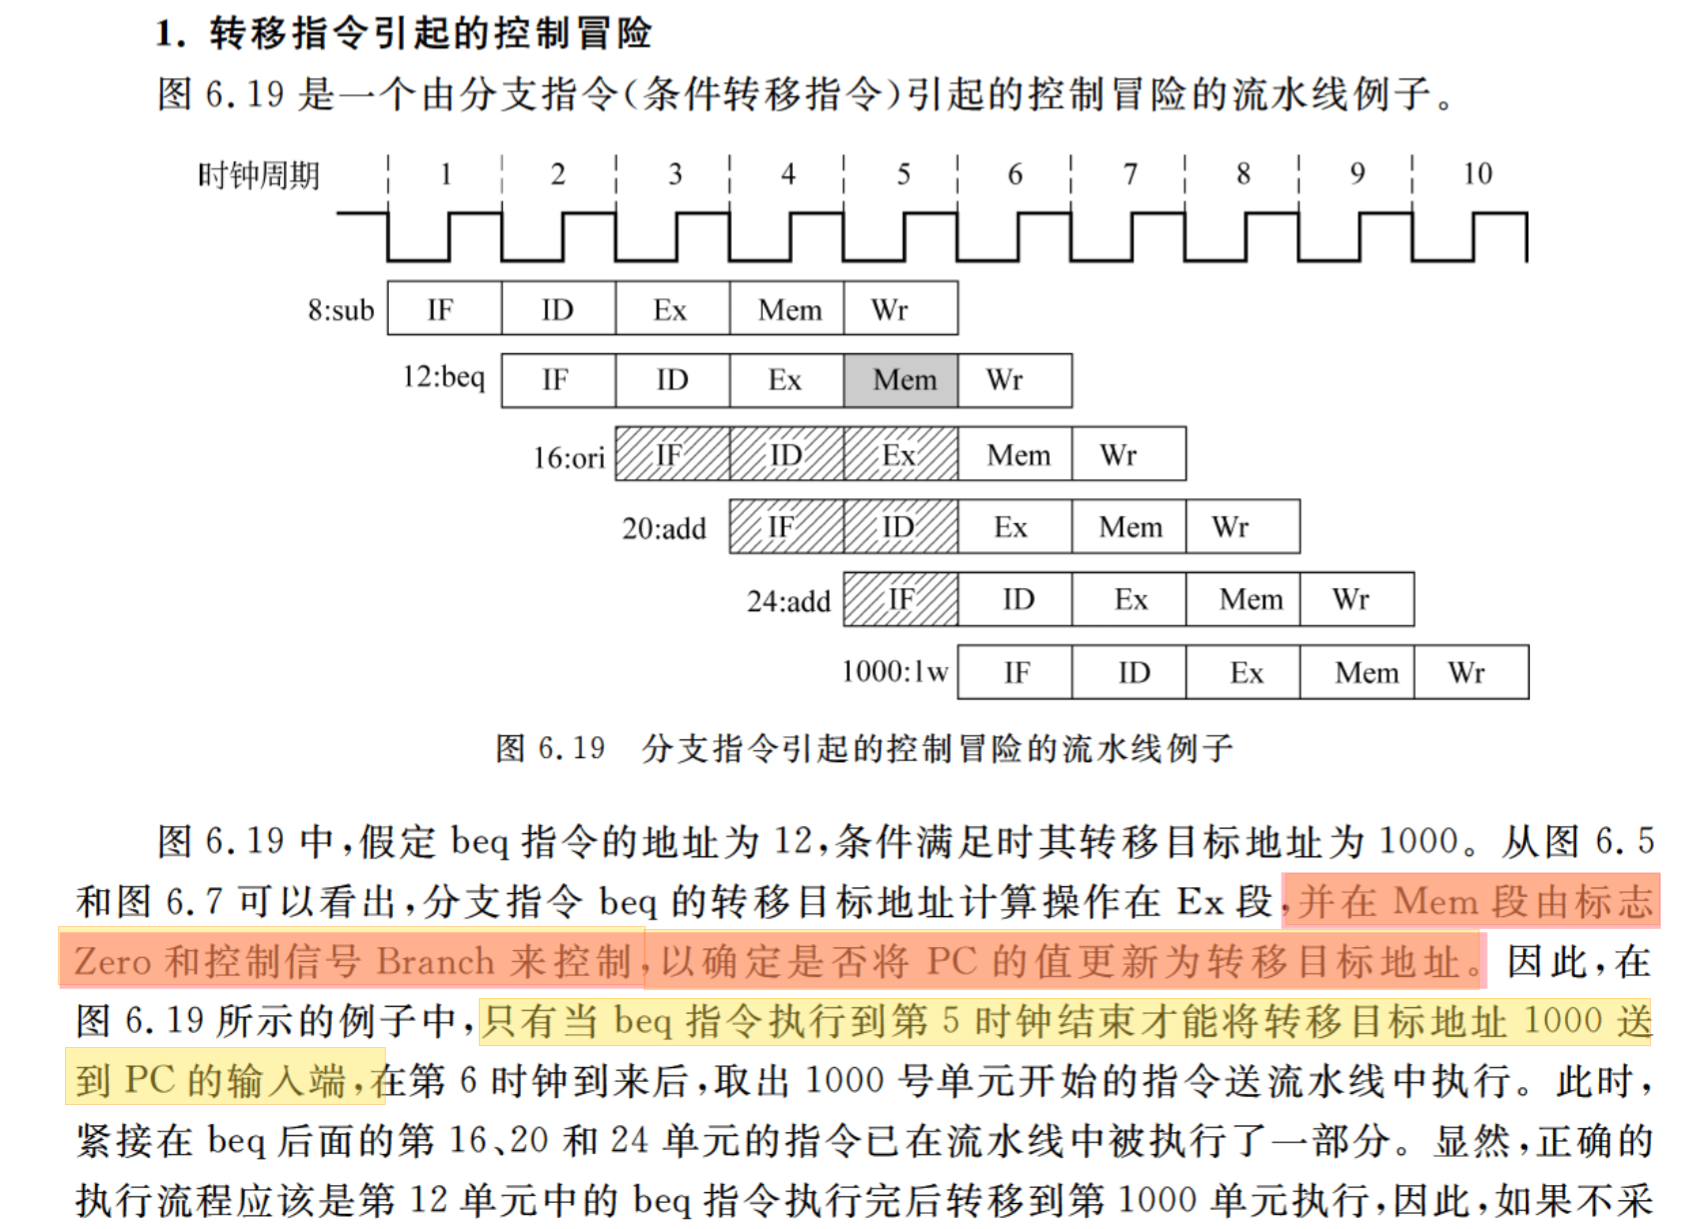 1. 转移指令引起的控制冒险
图 6.19 是一个由分支指令(条件转移指令)引起的控制冒险的流水线例子。
时钟周期 1 2 3 4 5 6 7 8 9 10
8:sub IF ID Ex Mem Wr
12:beq IF ID Ex Mem Wr
16:ori IF ID Ex Mem Wr
20:add IF ID Ex Mem Wr
24:add IF ID Ex Mem Wr
1000:lw IF ID Ex Mem Wr
图 6.19 分支指令引起的控制冒险的流水线例子
图 6.19 中,假定 beq 指令的地址为 12,条件满足时其转移目标地址为 1000。从图 6.5
和图 6.7 可以看出,分支指令 beq 的转移目标地址计算操作在 Ex 段,并在 Mem 段由标志
Zero 和控制信号 Branch 来控制,以确定是否将 PC 的值更新为转移目标地址。因此,在
图 6.19 所示的例子中,只有当 beq 指令执行到第 5 时钟结束才能将转移目标地址 1000 送
到 PC 的输入端,在第 6 时钟到来后,取出 1000 号单元开始的指令送流水线中执行。此时,
紧接在 beq 后面的第 16、20 和 24 单元的指令已在流水线中被执行了一部分。显然,正确的
执行流程应该是第 12 单元中的 beq 指令执行完后转移到第 1000 单元执行,因此,如果不采